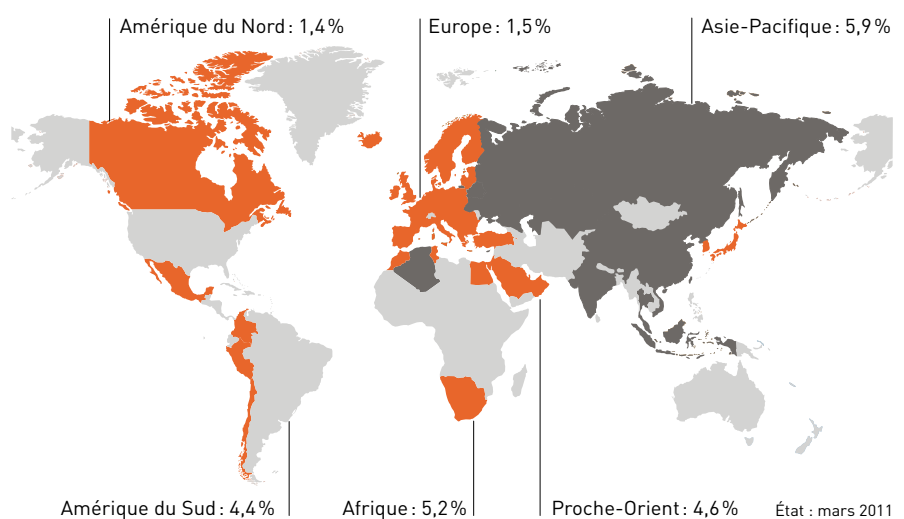 Amérique du Nord : 1,4 %
Europe : 1,5 %
Asie-Pacifique : 5,9 %
Amérique du Sud : 4,4 %
Afrique : 5,2 %
Proche-Orient : 4,6 %
État : mars 2011